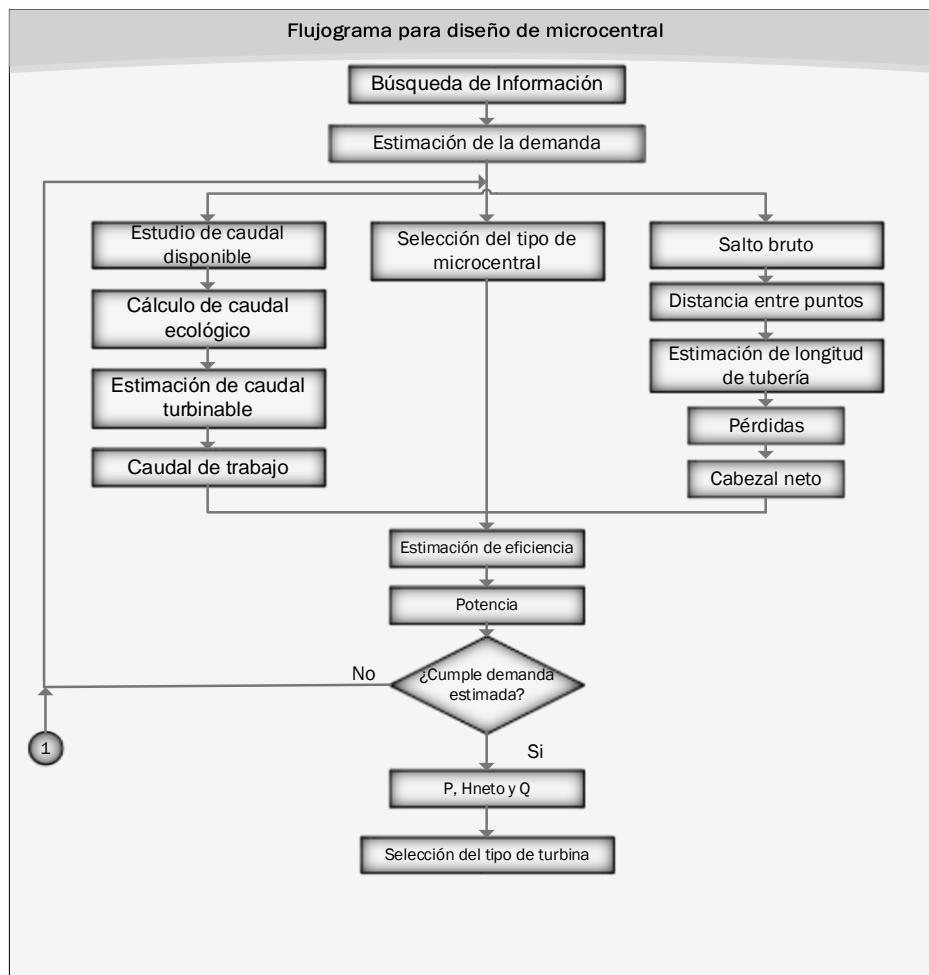 Flujograma para diseño de microcentral
Búsqueda de Información
Estimación de la demanda
Estudio de caudal
disponible
Cálculo de caudal
ecológico
Estimación de caudal
turbinable
Caudal de trabajo
Selección del tipo de
microcentral
Salto bruto
Distancia entre puntos
Estimación de longitud
de tubería
Pérdidas
Cabezal neto
Estimación de eficiencia
Potencia
¿Cumple demanda
estimada?
No
1
Si
P, Hneto y Q
Selección del tipo de turbina